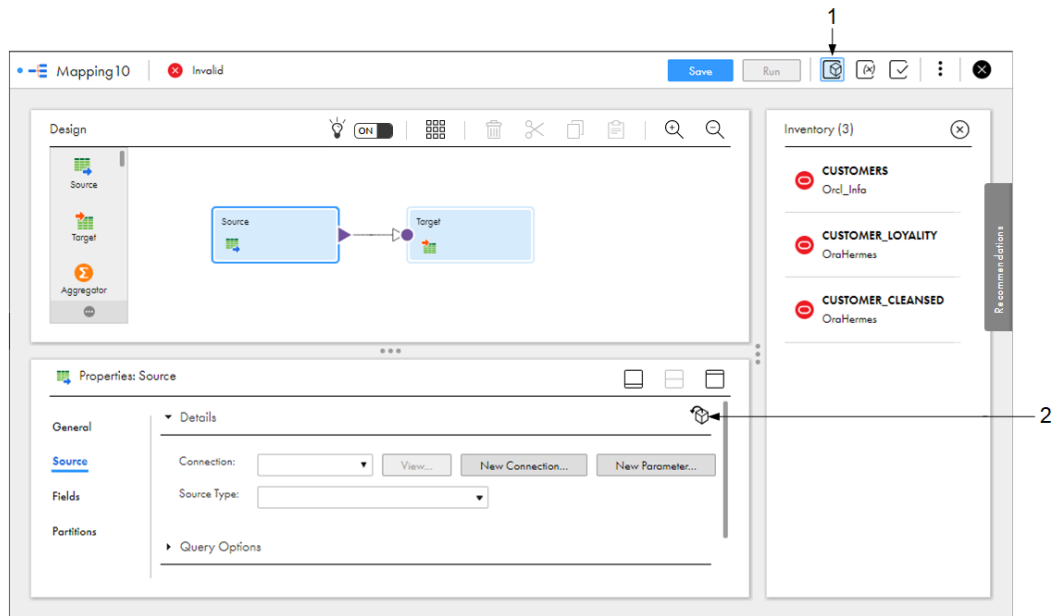 1
Mapping10
Invalid
Save
Run
(x)
Design
ON
Source
Target
Aggregator
Source
Target
Inventory (3)
CUSTOMERS
Orcl_Infa
CUSTOMER_LOYALITY
OraHermes
CUSTOMER_CLEANSED
OraHermes
Recommendations
Properties: Source
2
General
Source
Fields
Partitions
Details
Connection:
View...
New Connection...
New Parameter...
Source Type:
Query Options